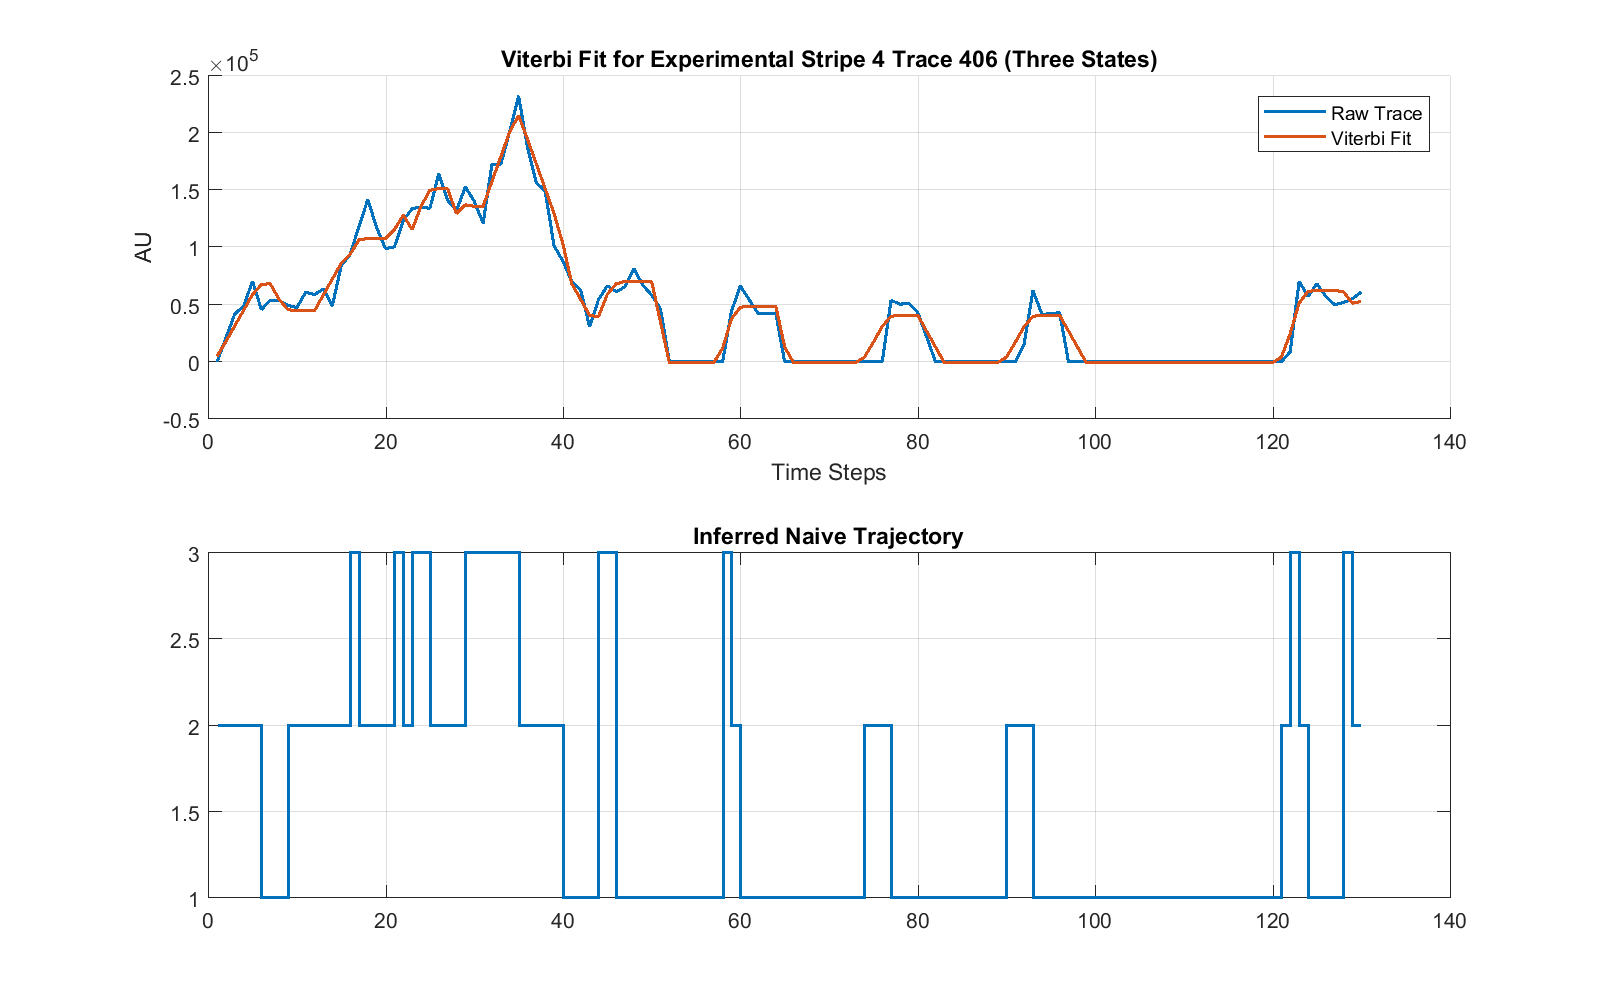 Viterbi Fit for Experimental Stripe 4 Trace 406 (Three States)
×10^5
2.5
2
1.5
1
0.5
0
-0.5
AU
Raw Trace
Viterbi Fit
0 20 40 60 80 100 120 140
Time Steps
Inferred Naive Trajectory
3
2.5
2
1.5
1
0 20 40 60 80 100 120 140